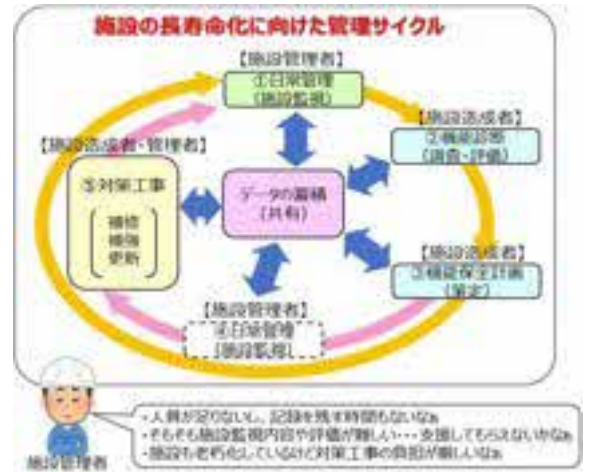 施設の長寿命化に向けた管理サイクル
【施設管理者】
①日常管理
(施設監視)
【施設造成者】
②機能診断
(調査・評価)
【施設造成者・管理者】
⑤対策工事
補修
補強
更新
データの蓄積
(共有)
【施設造成者】
③機能保全計画
(策定)
【施設管理者】
④日常管理
(施設監視)
・人員が足りないし、記録を残す時間もないなぁ
・そもそも施設監視内容や評価が難しい・・・支援してもらえないかなぁ
・施設も老朽化しているけど対策工事の負担が厳しいなぁ
施設管理者